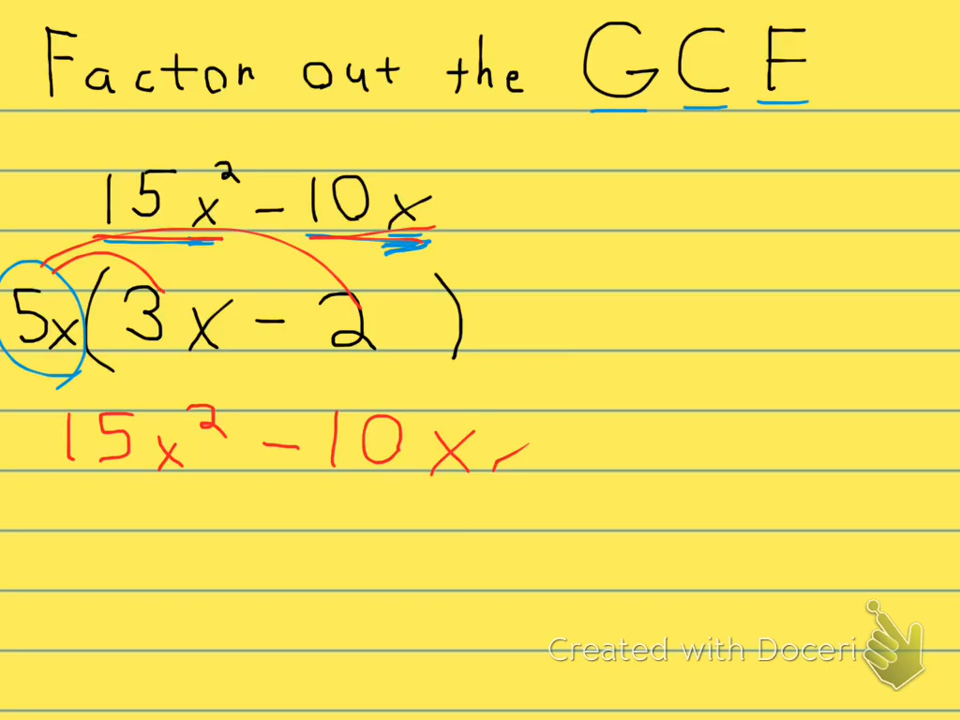 Factor out the GCF
15x² - 10x
5x(3x - 2)
15x² - 10x
Created with Doceri